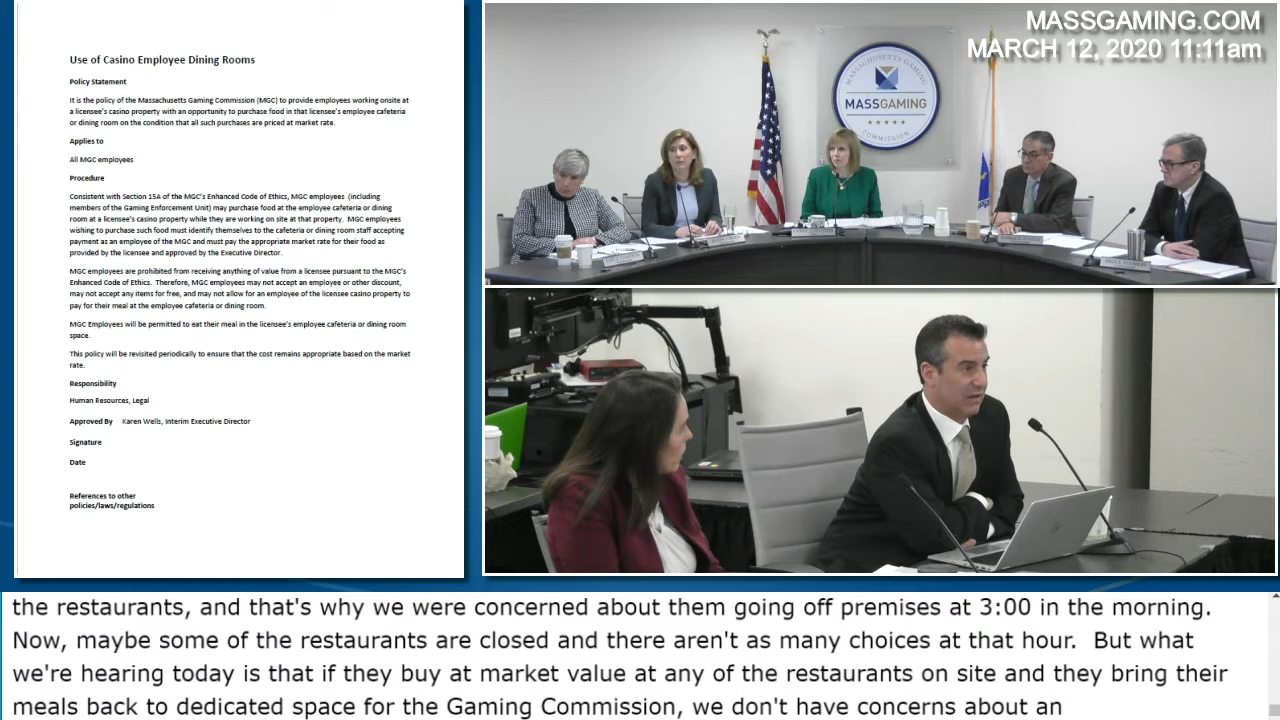 Use of Casino Employee Dining Rooms
Policy Statement
It is the policy of the Massachusetts Gaming Commission (MGC) to provide employees working onsite at
a licensee's casino property with an opportunity to purchase food in that licensee's employee cafeteria
or dining room on the condition that all such purchases are priced at market rate.
Applies to
All MGC employees
Procedure
Consistent with Section 15A of the MGC's Enhanced Code of Ethics, MGC employees (including
members of the Gaming Enforcement Unit) may purchase food at the employee cafeteria or dining
room at a licensee's casino property while they are working on site at that property. MGC employees
wishing to purchase such food must identify themselves to the cafeteria or dining room staff accepting
payment as an employee of the MGC and must pay the appropriate market rate for their food as
provided by the licensee and approved by the Executive Director.
MGC employees are prohibited from receiving anything of value from a licensee pursuant to the MGC's
Enhanced Code of Ethics. Therefore, MGC employees may not accept an employee or other discount,
may not accept any items for free, and may not allow for an employee of the licensee casino property to
pay for their meal at the employee cafeteria or dining room.
MGC Employees will be permitted to eat their meal in the licensee's employee cafeteria or dining room
space.
This policy will be revisited periodically to ensure that the cost remains appropriate based on the market
rate.
Responsibility
Human Resources, Legal
Approved By Karen Wells, Interim Executive Director
Signature
Date
References to other
policies/laws/regulations
MASSGAMING.COM
MARCH 12, 2020 11:11am
MASSACHUSETTS GAMING
MASSGAMING
COMMISSION
the restaurants, and that's why we were concerned about them going off premises at 3:00 in the morning.
Now, maybe some of the restaurants are closed and there aren't as many choices at that hour. But what
we're hearing today is that if they buy at market value at any of the restaurants on site and they bring their
meals back to dedicated space for the Gaming Commission, we don't have concerns about an